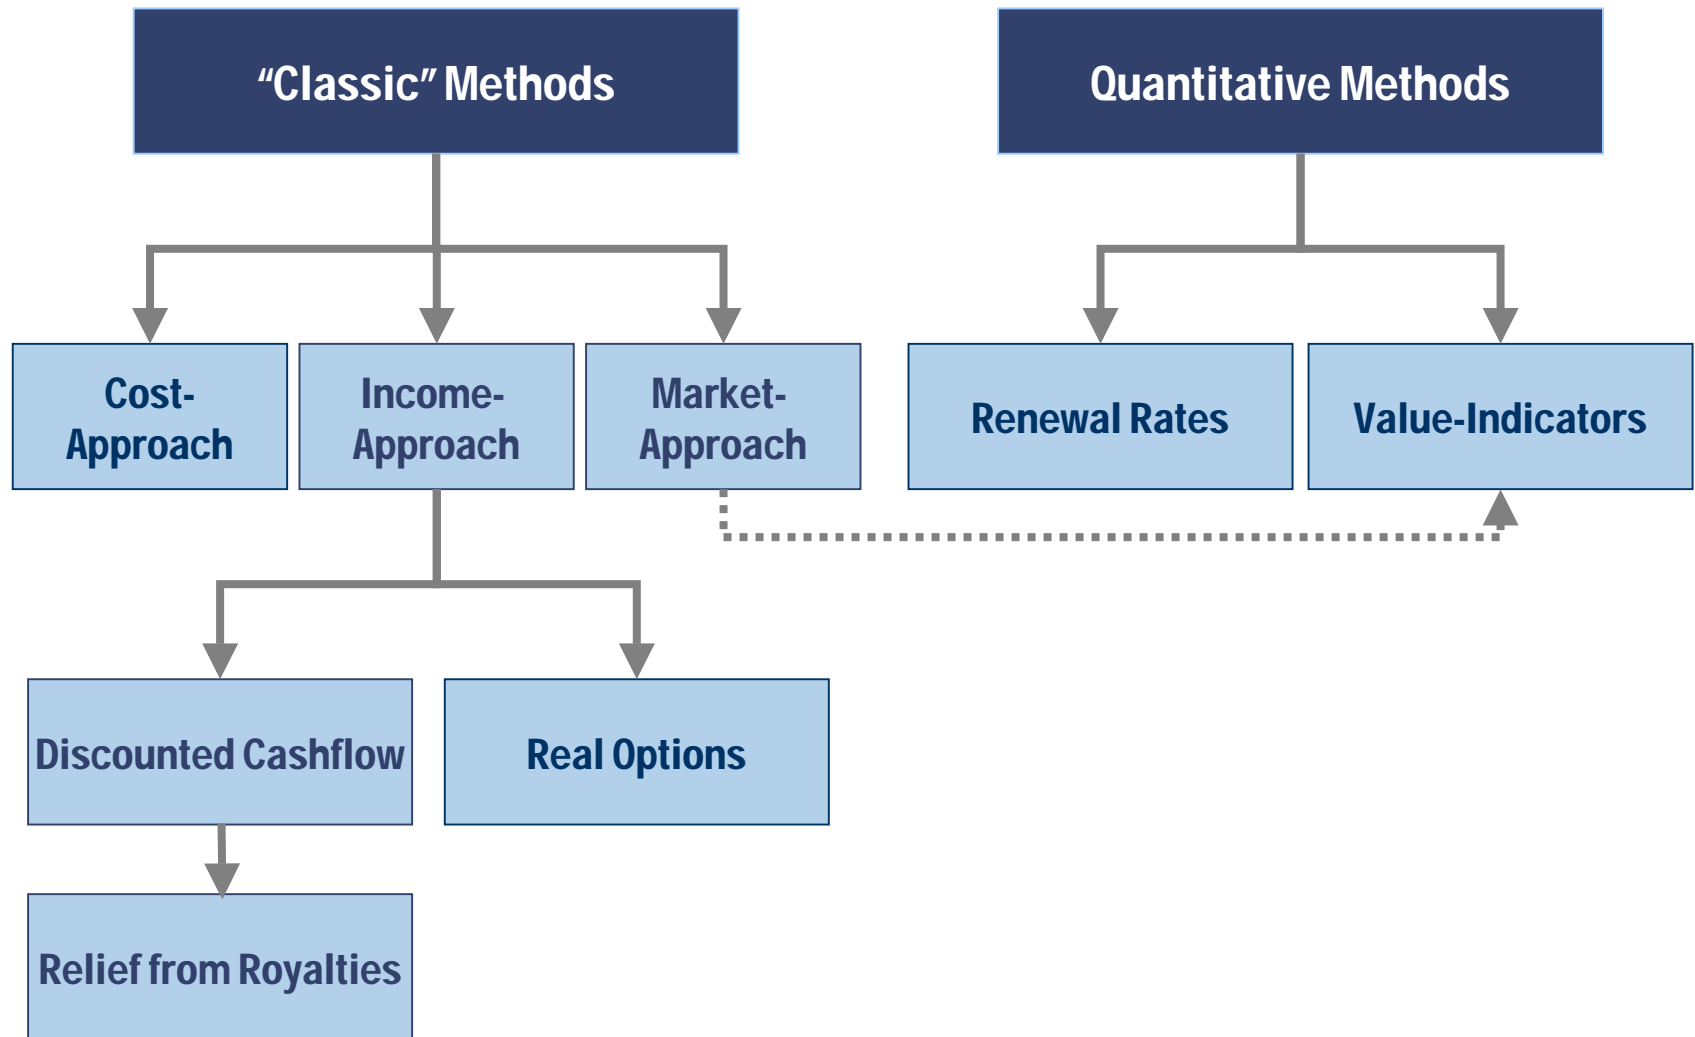 “Classic” Methods
Quantitative Methods
Cost-
Approach
Income-
Approach
Market-
Approach
Renewal Rates
Value-Indicators
Discounted Cashflow
Real Options
Relief from Royalties